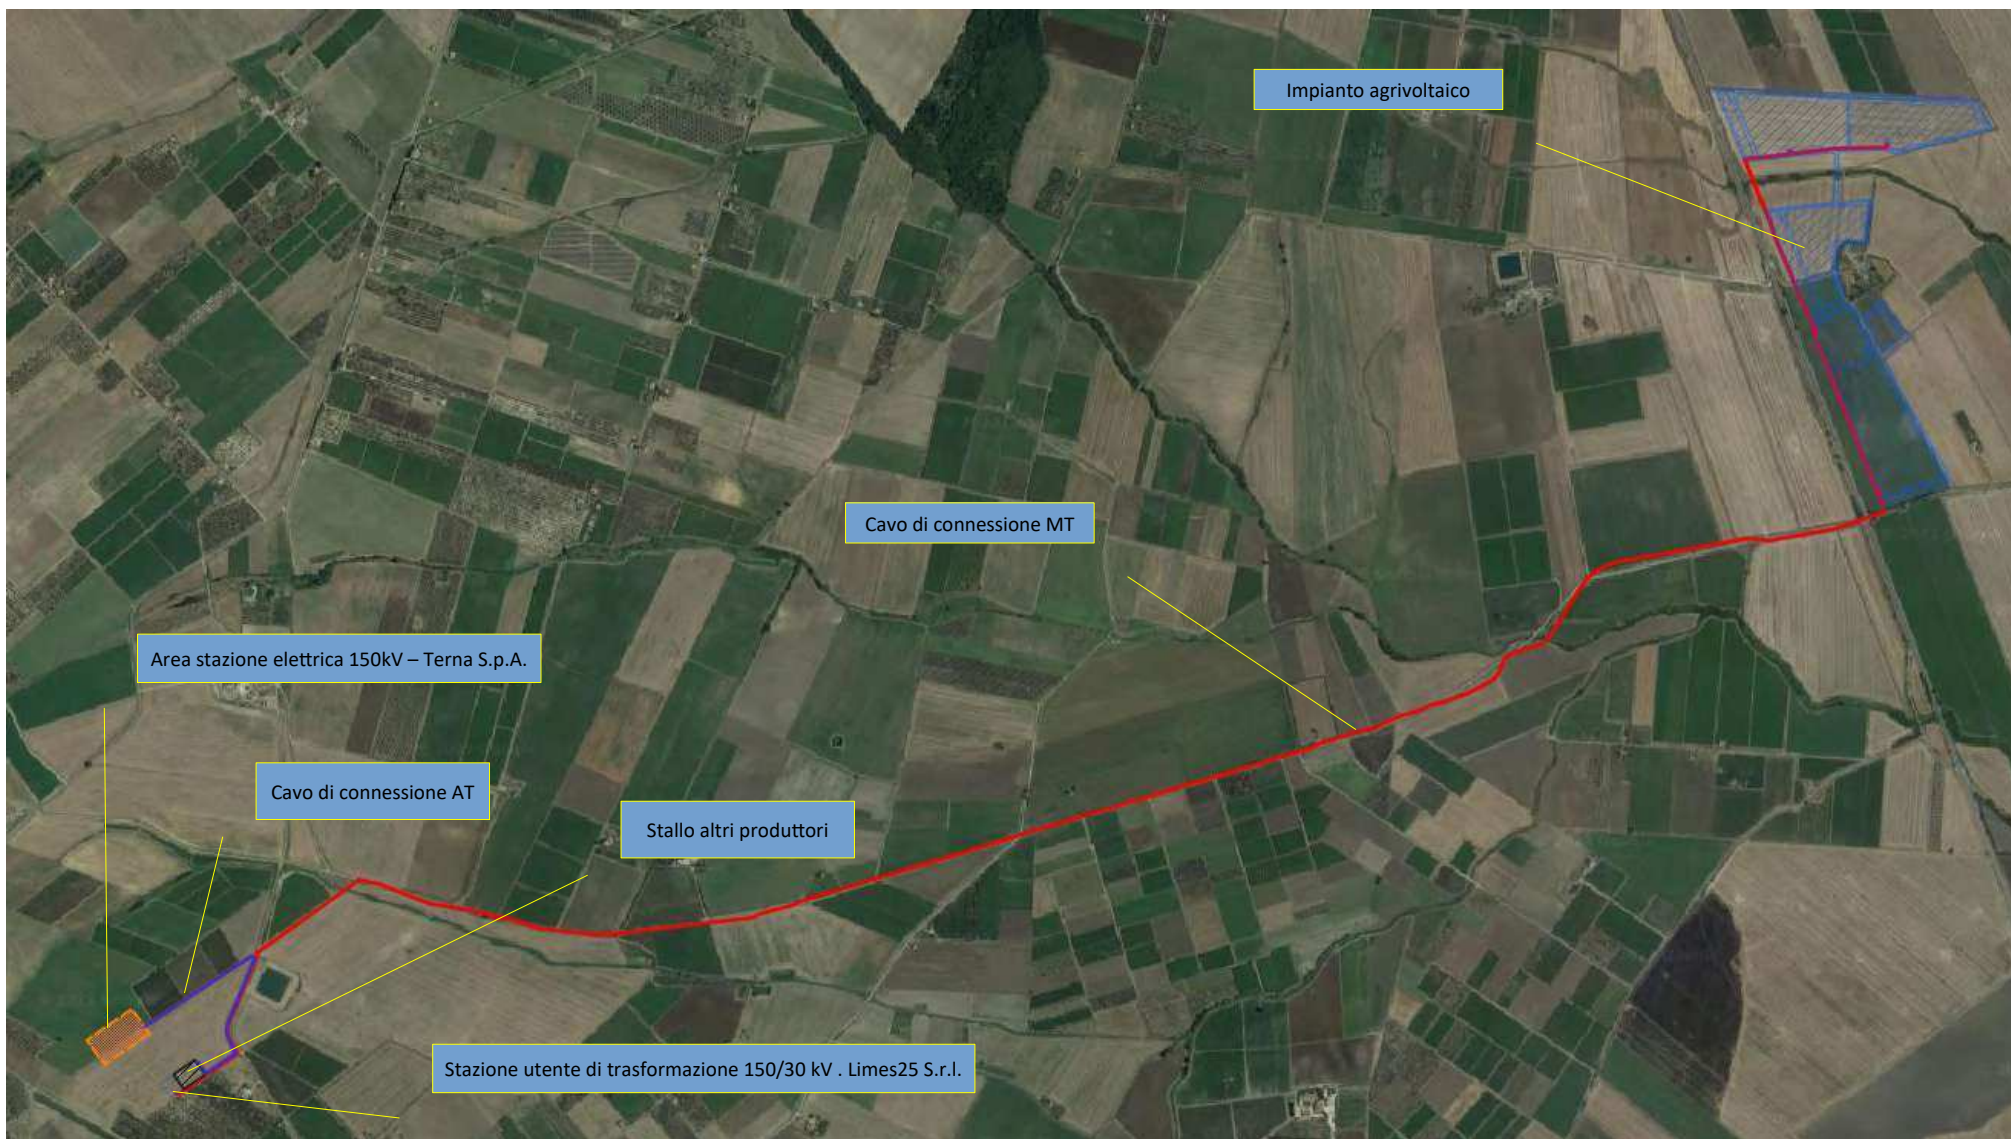 Impianto agrivoltaico
Cavo di connessione MT
Area stazione elettrica 150kV – Terna S.p.A.
Cavo di connessione AT
Stallo altri produttori
Stazione utente di trasformazione 150/30 kV . Limes25 S.r.l.